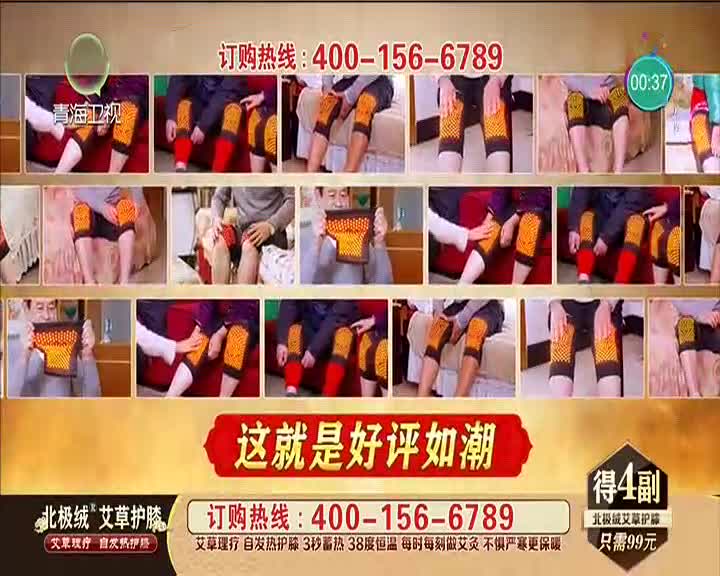 订购热线：400-156-6789
00:37
青海卫视
这就是好评如潮
得4副
北极绒®艾草护膝
订购热线：400-156-6789
北极绒艾草护膝
艾草理疗 自发热护膝
艾草理疗 自发热护膝 3秒蓄热 38度恒温 每时每刻做艾灸 不惧严寒更保暖
只需99元